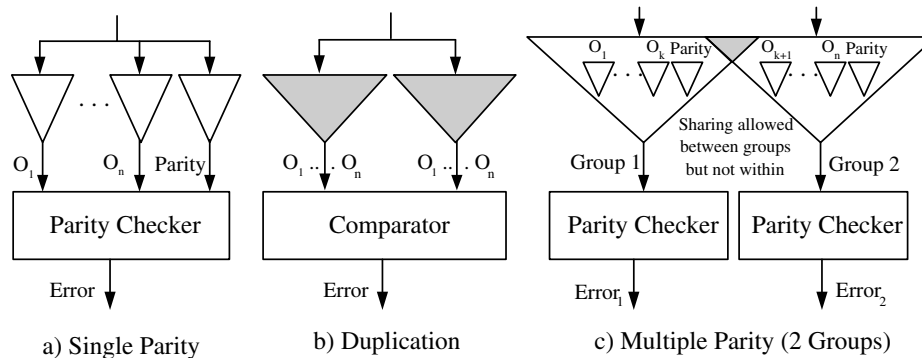 . . .
O1 On Parity
Parity Checker
Error
a) Single Parity
O1 .. .. On O1 .. .. On
Comparator
Error
b) Duplication
O1 Ok Parity Ok+1 On Parity
. . . . . .
Sharing allowed
between groups
but not within
Group 1 Group 2
Parity Checker Parity Checker
Error1 Error2
c) Multiple Parity (2 Groups)